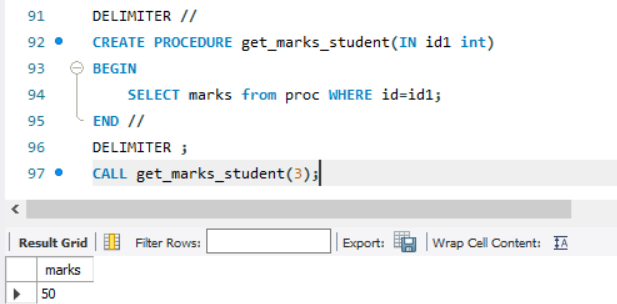 91 DELIMITER //
92 CREATE PROCEDURE get_marks_student(IN id1 int)
93 BEGIN
94 SELECT marks from proc WHERE id=id1;
95 END //
96 DELIMITER ;
97 CALL get_marks_student(3);
Result Grid Filter Rows: Export: Wrap Cell Content:
marks
50